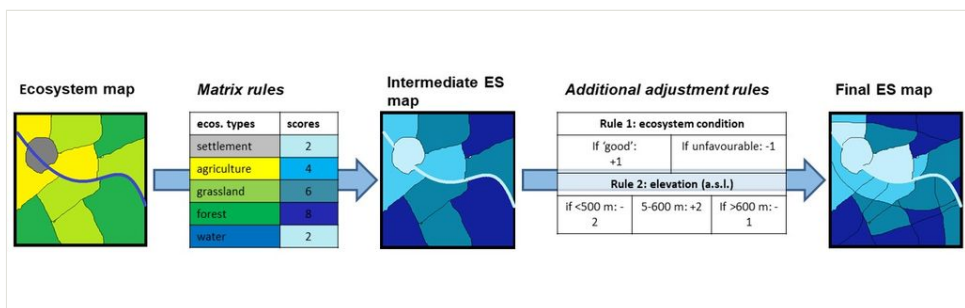 Ecosystem map
Matrix rules
ecos. types scores
settlement 2
agriculture 4
grassland 6
forest 8
water 2
Intermediate ES
map
Additional adjustment rules
Rule 1: ecosystem condition
If 'good':
+1
If unfavourable: -1
Rule 2: elevation (a.s.l.)
if <500 m: -
2
5-600 m: +2
If >600 m: -
1
Final ES map